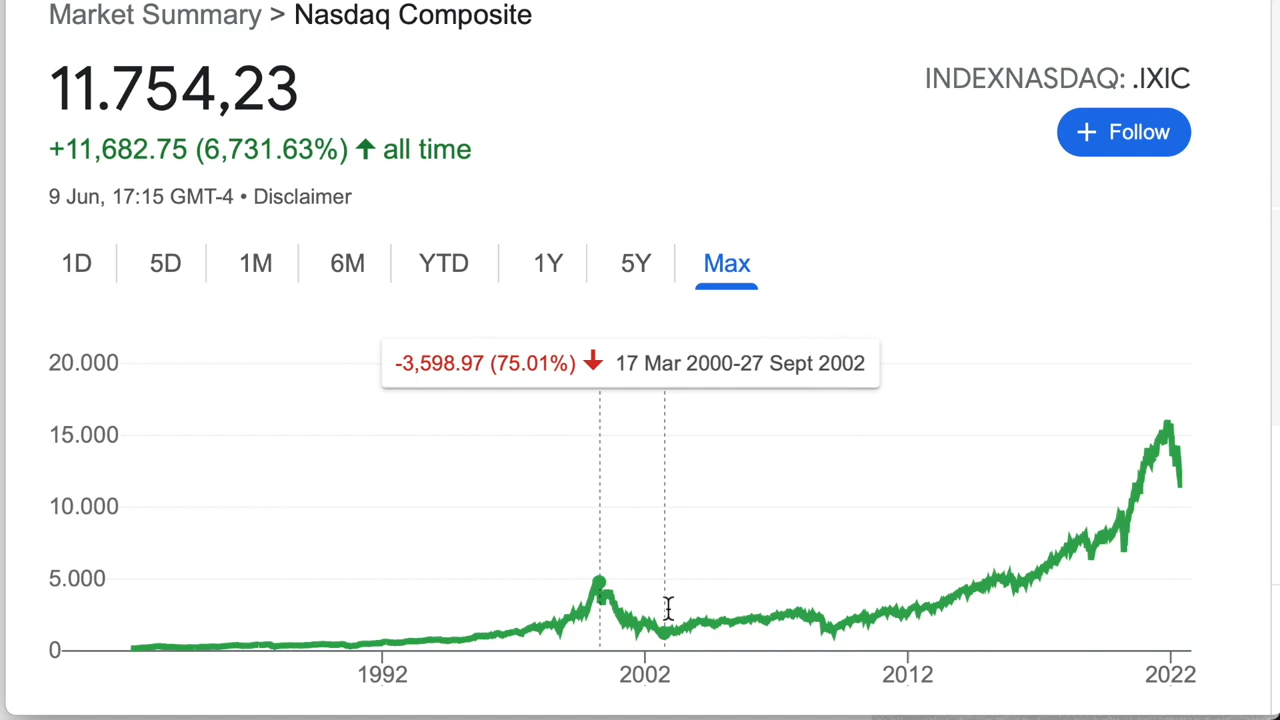 Market Summary > Nasdaq Composite
11.754,23
INDEXNASDAQ: .IXIC
+ Follow
+11,682.75 (6,731.63%) ↑ all time
9 Jun, 17:15 GMT-4 • Disclaimer
1D 5D 1M 6M YTD 1Y 5Y Max
-3,598.97 (75.01%) ↓ 17 Mar 2000-27 Sept 2002
20.000
15.000
10.000
5.000
0
1992 2002 2012 2022